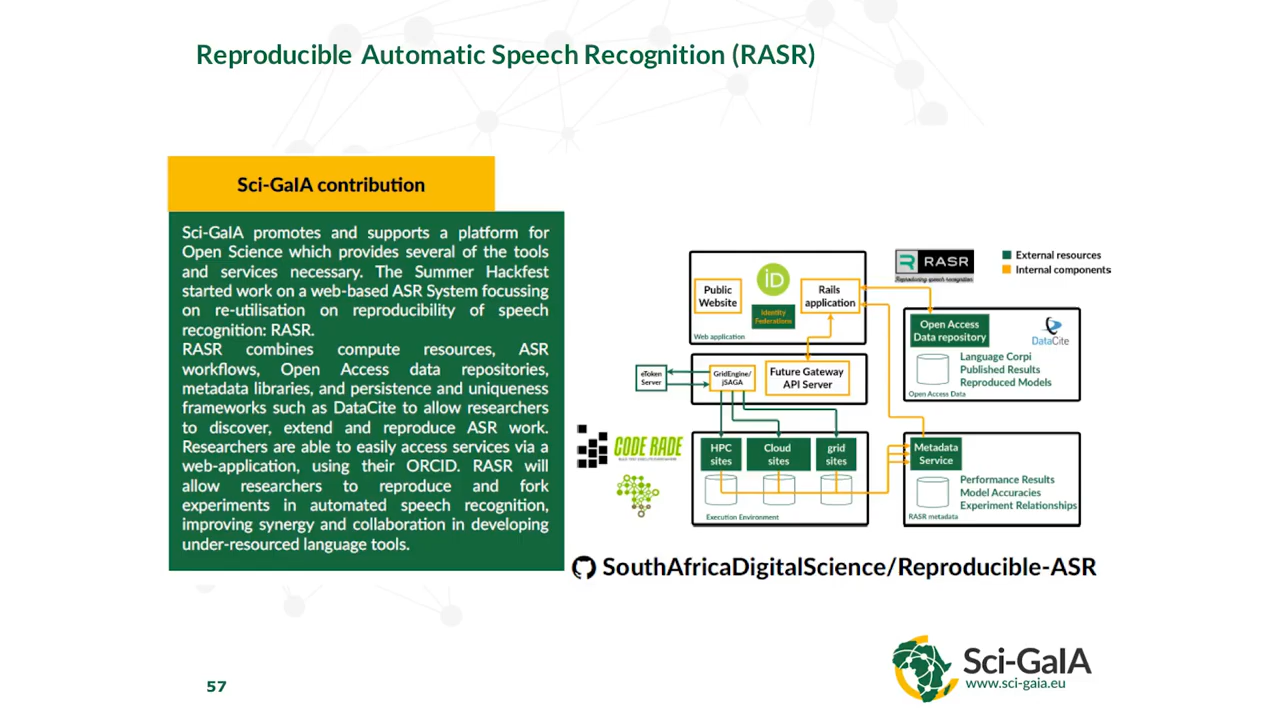 Reproducible Automatic Speech Recognition (RASR)
Sci-GaIA contribution
Sci-GaIA promotes and supports a platform for
Open Science which provides several of the tools
and services necessary. The Summer Hackfest
started work on a web-based ASR System focussing
on re-utilisation on reproducibility of speech
recognition: RASR.
RASR combines compute resources, ASR
workflows, Open Access data repositories,
metadata libraries, and persistence and uniqueness
frameworks such as DataCite to allow researchers
to discover, extend and reproduce ASR work.
Researchers are able to easily access services via a
web-application, using their ORCID. RASR will
allow researchers to reproduce and fork
experiments in automated speech recognition,
improving synergy and collaboration in developing
under-resourced language tools.
Public
Website
iD
Identity
Federations
Rails
application
Web application
RASR
Reproducing speech recognition
External resources
Internal components
Open Access
Data repository
DataCite
Language Corpi
Published Results
Reproduced Models
Open Access Data
eToken
Server
GridEngine/
jSAGA
Future Gateway
API Server
CODE RADE
HPC
sites
Cloud
sites
grid
sites
Execution Environment
Metadata
Service
Performance Results
Model Accuracies
Experiment Relationships
RASR metadata
SouthAfricaDigitalScience/Reproducible-ASR
Sci-GaIA
www.sci-gaia.eu
57